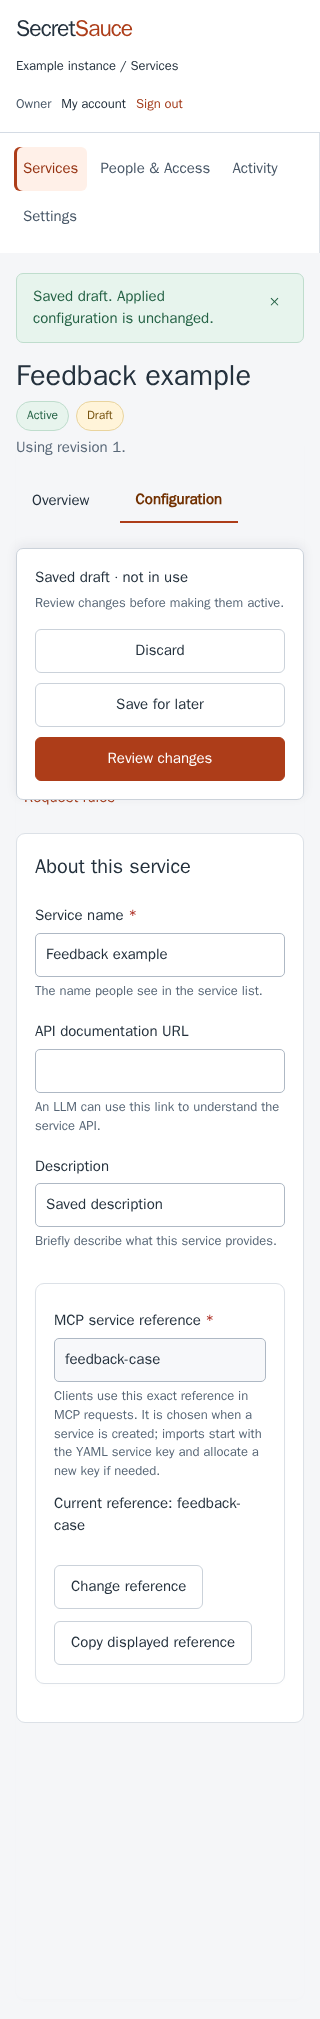 SecretSauce
Example instance / Services
Owner My account Sign out
Services People & Access Activity
Settings
Saved draft. Applied
configuration is unchanged.
×
Feedback example
Active Draft
Using revision 1.
Overview Configuration
Saved draft · not in use
Review changes before making them active.
Discard
Save for later
Review changes
About this service
Service name *
Feedback example
The name people see in the service list.
API documentation URL
An LLM can use this link to understand the
service API.
Description
Saved description
Briefly describe what this service provides.
MCP service reference *
feedback-case
Clients use this exact reference in
MCP requests. It is chosen when a
service is created; imports start with
the YAML service key and allocate a
new key if needed.
Current reference: feedback-
case
Change reference
Copy displayed reference